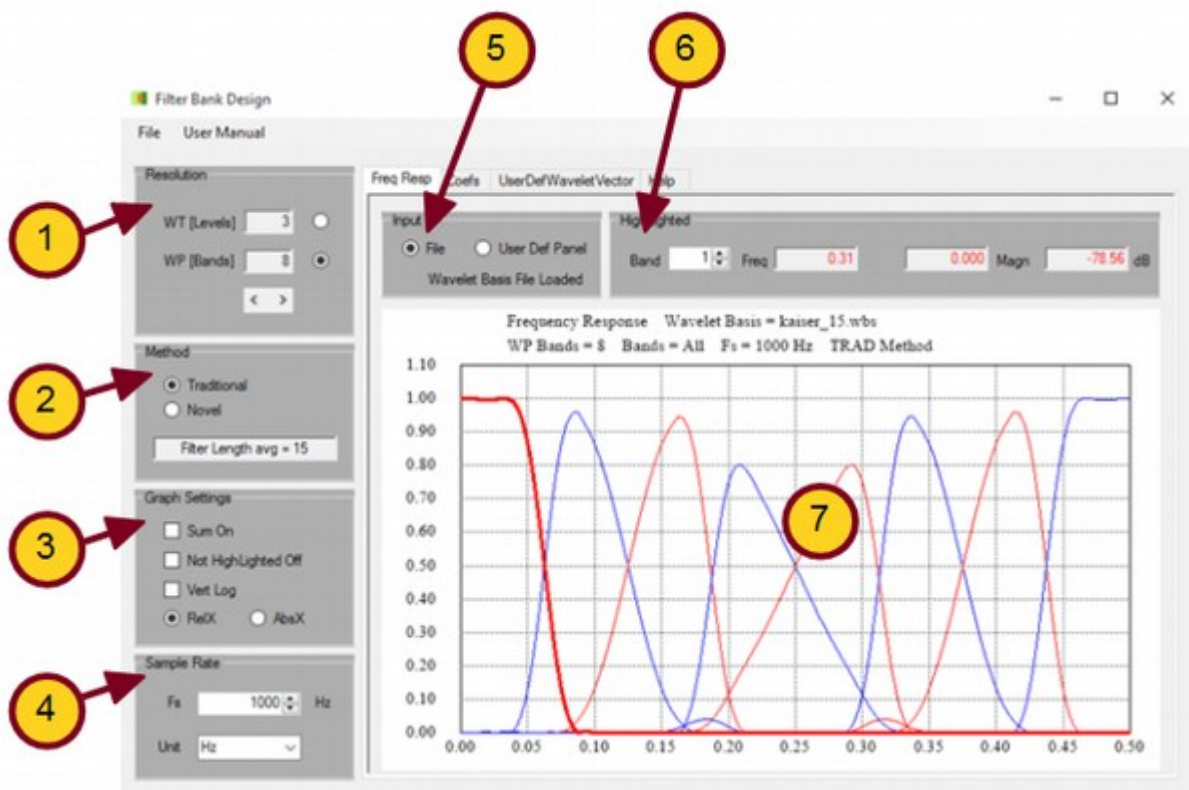 5
6
Filter Bank Design
File User Manual
Resolution
WT [Levels] 3
WP [Bands] 8
< >
1
Method
Traditional
Novel
Filter Length avg = 15
2
Graph Settings
Sum On
Not HighLighted Off
Vert Log
RelX AbsX
3
Sample Rate
Fs 1000 Hz
Unit Hz
4
Freq Resp Coefs UserDefWaveletVector Help
Input
File User Def Panel
Wavelet Basis File Loaded
Highlighted
Band 1 Freq 0.31 0.000 Magn -78.56 dB
Frequency Response Wavelet Basis = kaiser_15.wbs
WP Bands = 8 Bands = All Fs = 1000 Hz TRAD Method
1.10
1.00
0.90
0.80
0.70
0.60
0.50
0.40
0.30
0.20
0.10
0.00
7
0.00 0.05 0.10 0.15 0.20 0.25 0.30 0.35 0.40 0.45 0.50